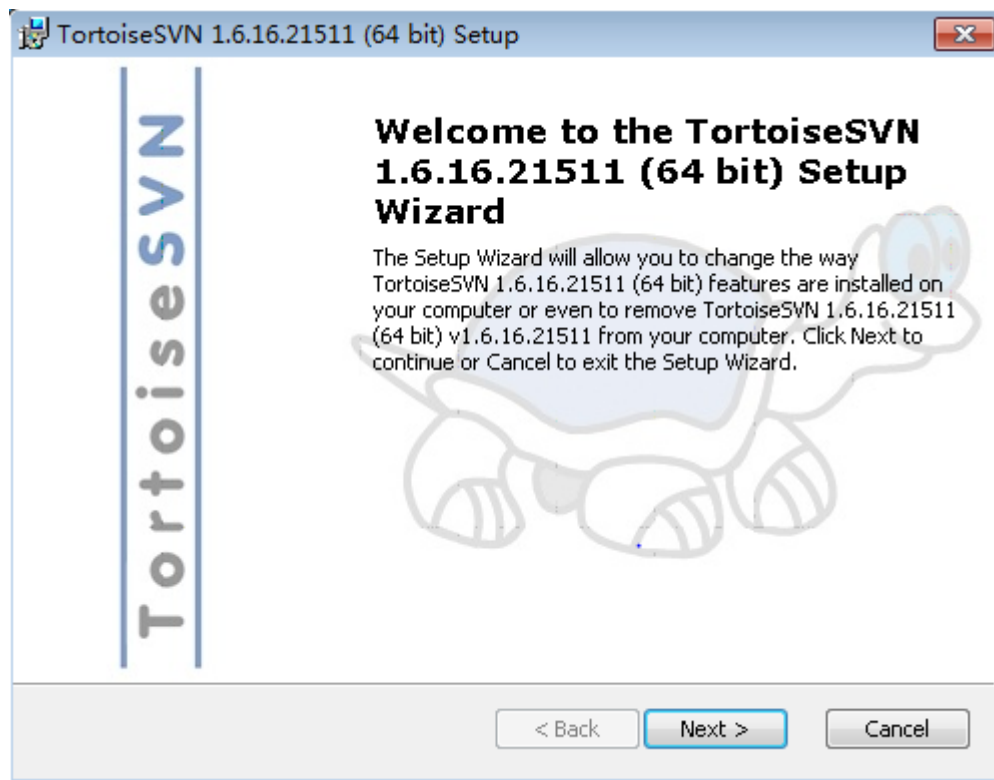 TortoiseSVN 1.6.16.21511 (64 bit) Setup
TortoiseSVN
Welcome to the TortoiseSVN
1.6.16.21511 (64 bit) Setup
Wizard
The Setup Wizard will allow you to change the way
TortoiseSVN 1.6.16.21511 (64 bit) features are installed on
your computer or even to remove TortoiseSVN 1.6.16.21511
(64 bit) v1.6.16.21511 from your computer. Click Next to
continue or Cancel to exit the Setup Wizard.
< Back
Next >
Cancel